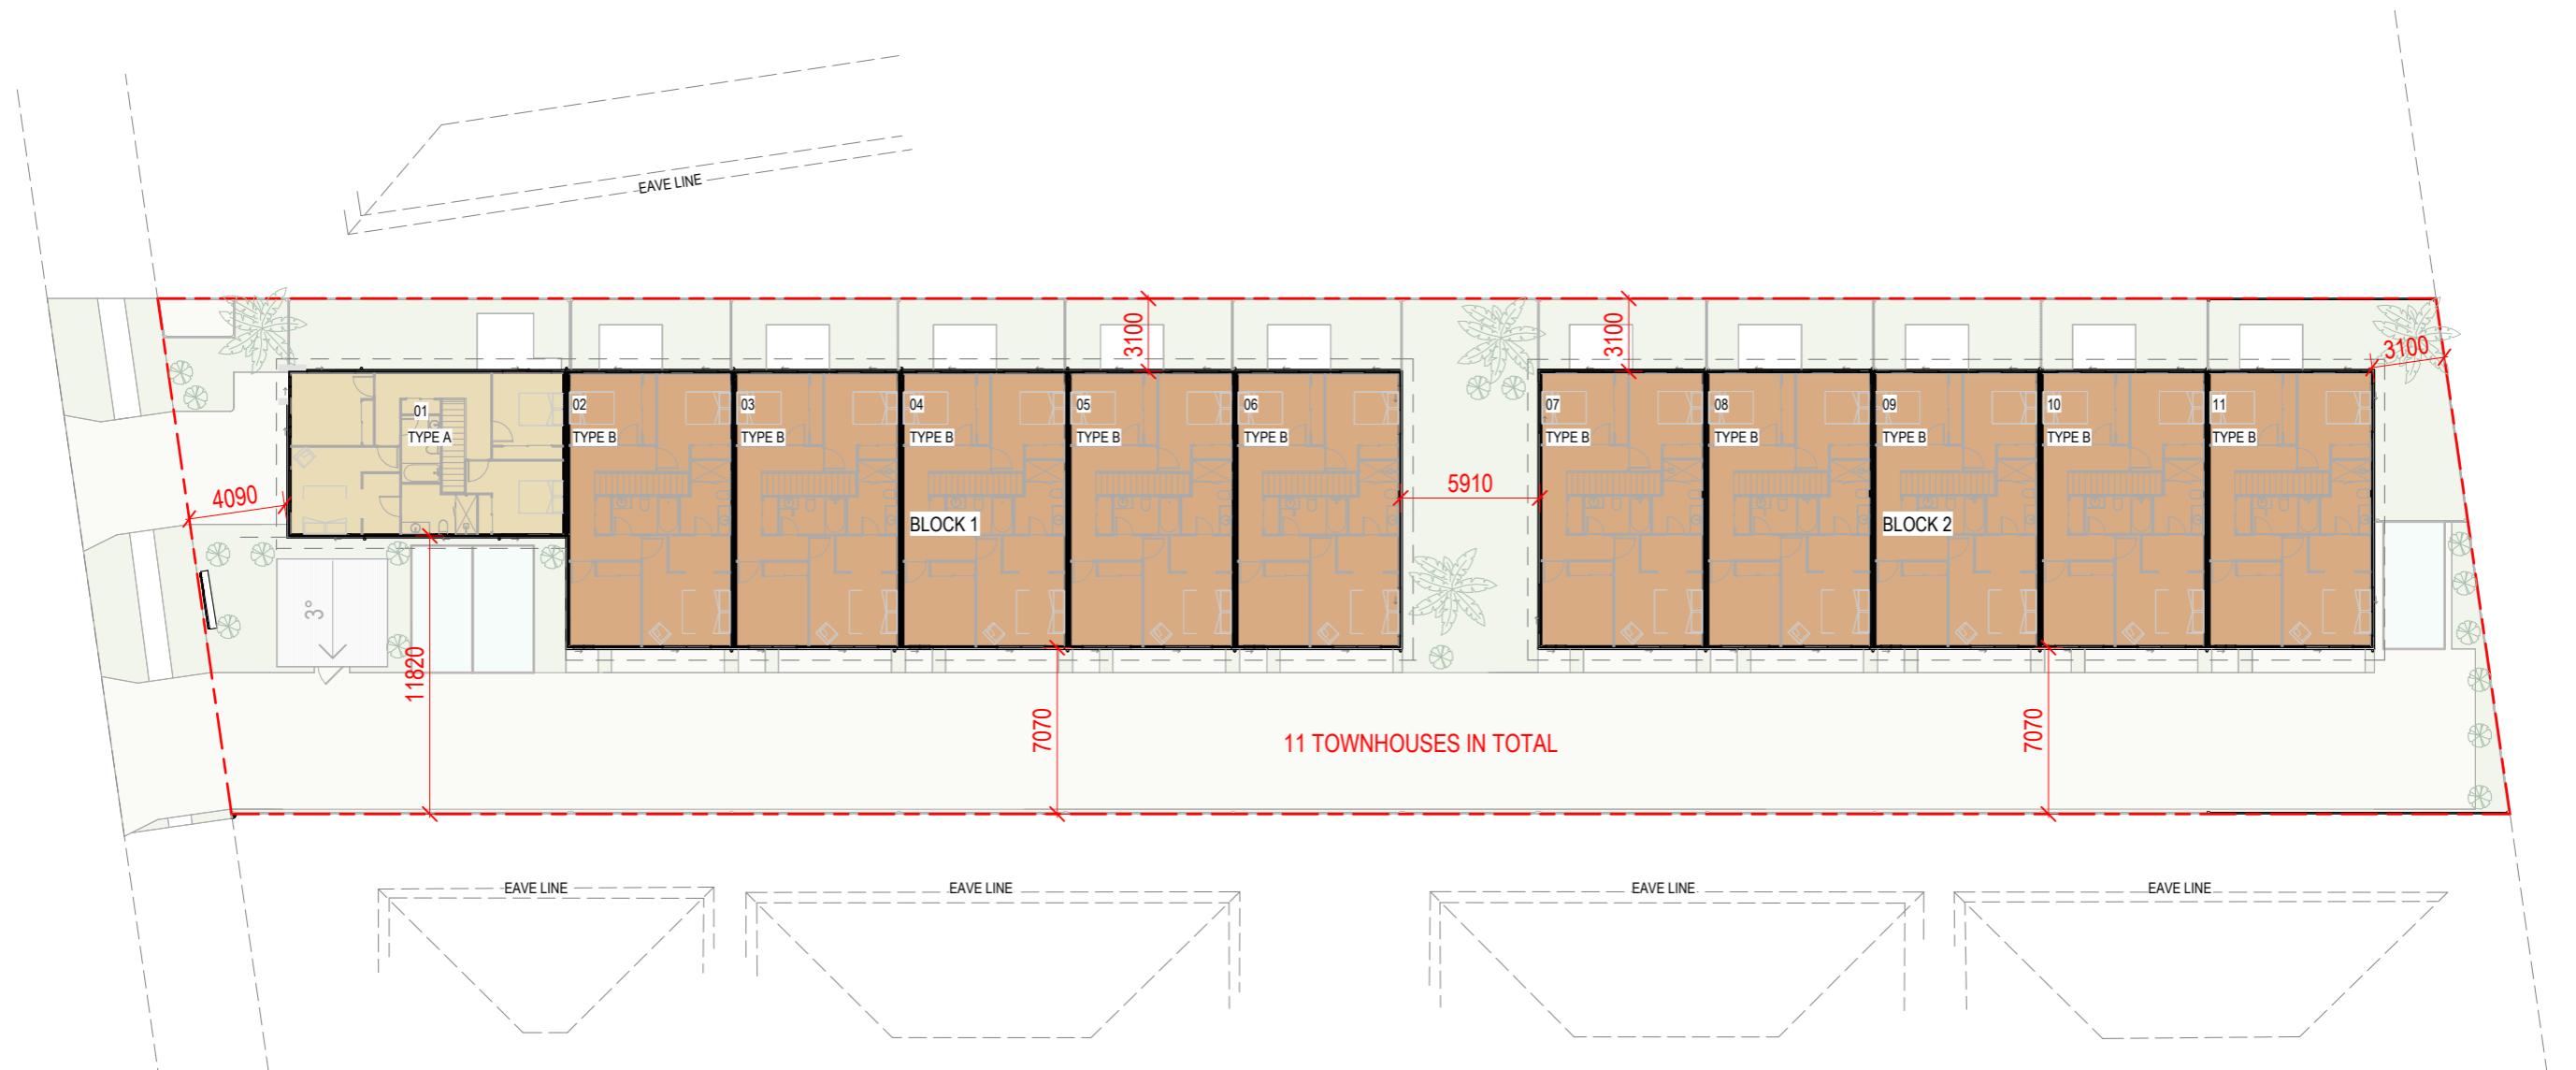 EAVE LINE
3100
3100
3100
01
TYPE A
02
TYPE B
03
TYPE B
04
TYPE B
05
TYPE B
06
TYPE B
07
TYPE B
08
TYPE B
09
TYPE B
10
TYPE B
11
TYPE B
4090
5910
BLOCK 1
BLOCK 2
3°
11820
7070
7070
11 TOWNHOUSES IN TOTAL
EAVE LINE
EAVE LINE
EAVE LINE
EAVE LINE